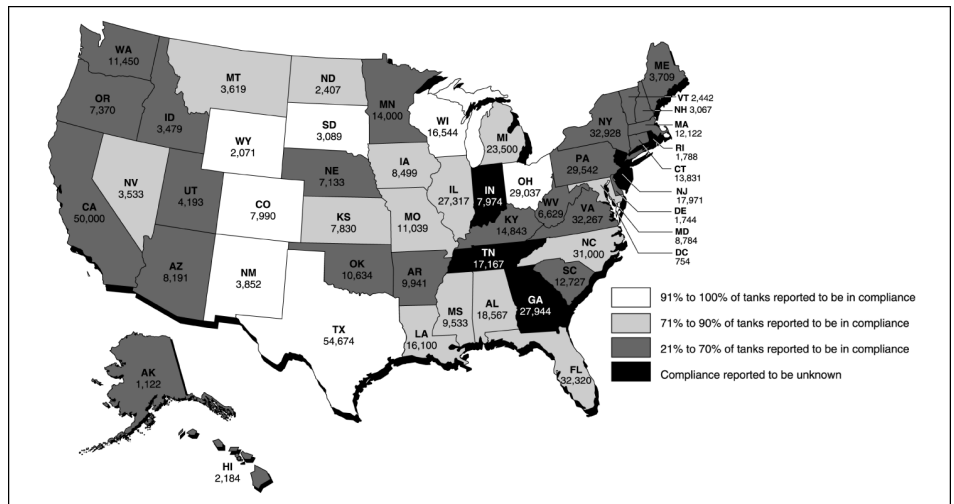 WA
11,450
OR
7,370
CA
50,000
NV
3,533
ID
3,479
MT
3,619
WY
2,071
UT
4,193
AZ
8,191
CO
7,990
NM
3,852
ND
2,407
SD
3,089
NE
7,133
KS
7,830
OK
10,634
TX
54,674
MN
14,000
IA
8,499
MO
11,039
AR
9,941
LA
16,100
WI
16,544
IL
27,317
MI
23,500
IN
7,974
OH
29,037
KY
14,843
TN
17,167
MS
9,533
AL
18,567
GA
27,944
FL
32,320
SC
12,727
NC
31,000
VA
32,267
WV
6,629
PA
29,542
NY
32,928
ME
3,709
VT 2,442
NH 3,067
MA
12,122
RI
1,788
CT
13,831
NJ
17,971
DE
1,744
MD
8,784
DC
754
AK
1,122
HI
2,184
91% to 100% of tanks reported to be in compliance
71% to 90% of tanks reported to be in compliance
21% to 70% of tanks reported to be in compliance
Compliance reported to be unknown